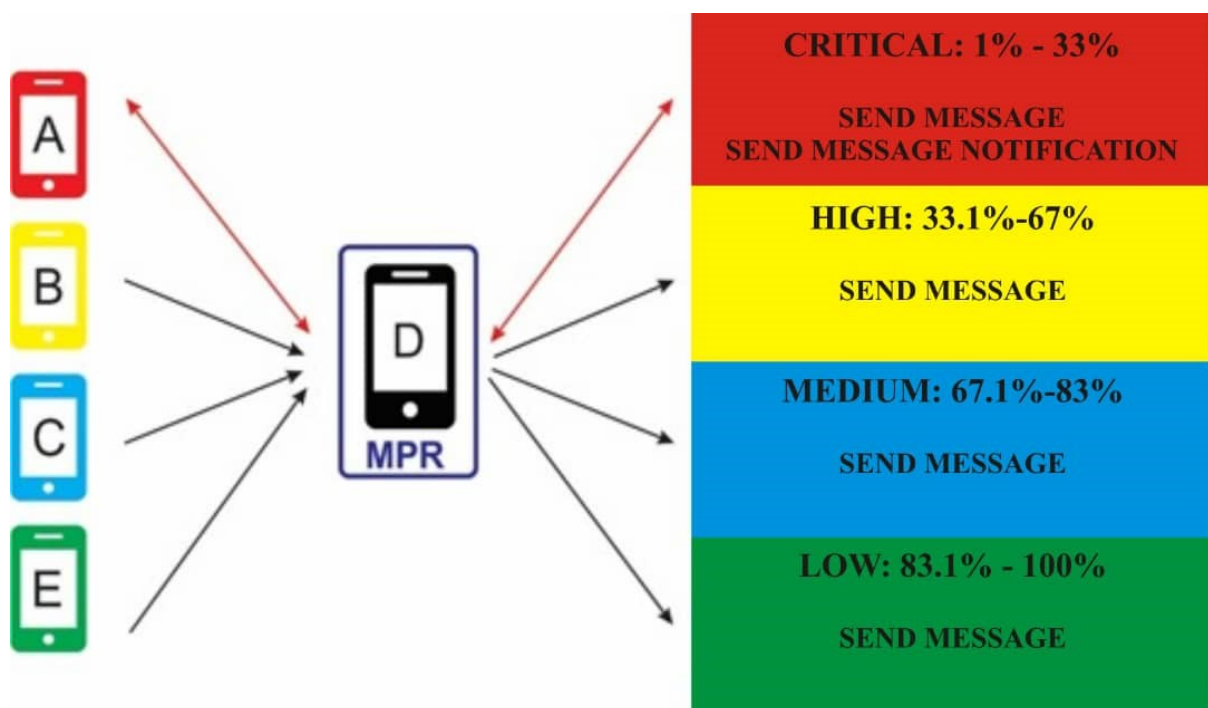 A
B
C
E
D
MPR
CRITICAL: 1% - 33%
SEND MESSAGE
SEND MESSAGE NOTIFICATION
HIGH: 33.1%-67%
SEND MESSAGE
MEDIUM: 67.1%-83%
SEND MESSAGE
LOW: 83.1% - 100%
SEND MESSAGE